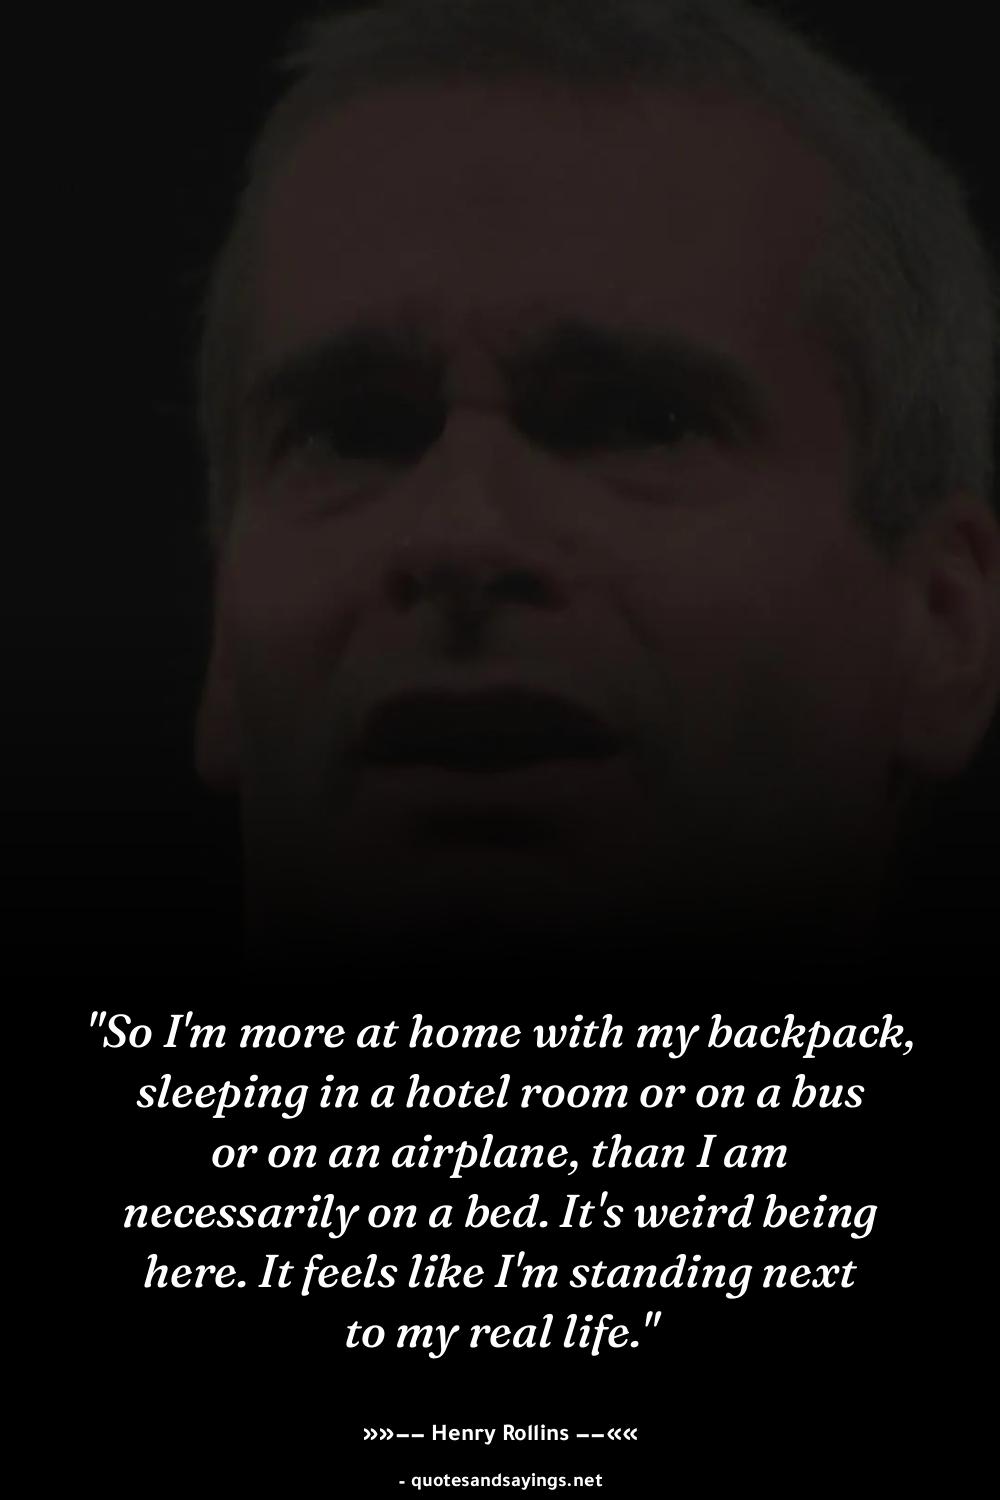 "So I'm more at home with my backpack,
sleeping in a hotel room or on a bus
or on an airplane, than I am
necessarily on a bed. It's weird being
here. It feels like I'm standing next
to my real life."
»»-- Henry Rollins --««
- quotesandsayings.net